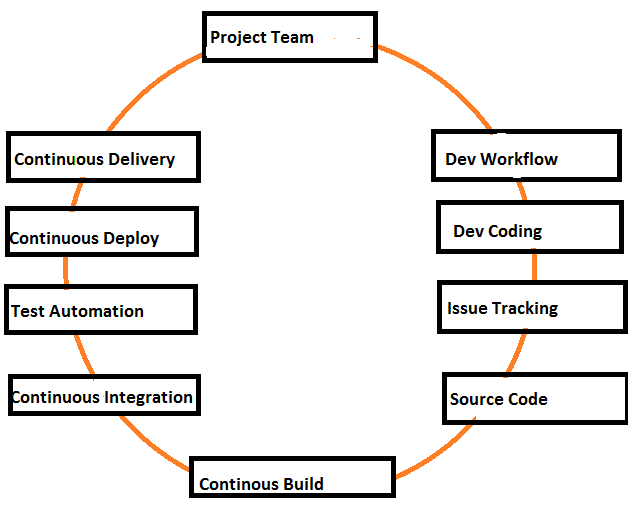 Project Team
Dev Workflow
Dev Coding
Issue Tracking
Source Code
Continous Build
Continuous Integration
Test Automation
Continuous Deploy
Continuous Delivery